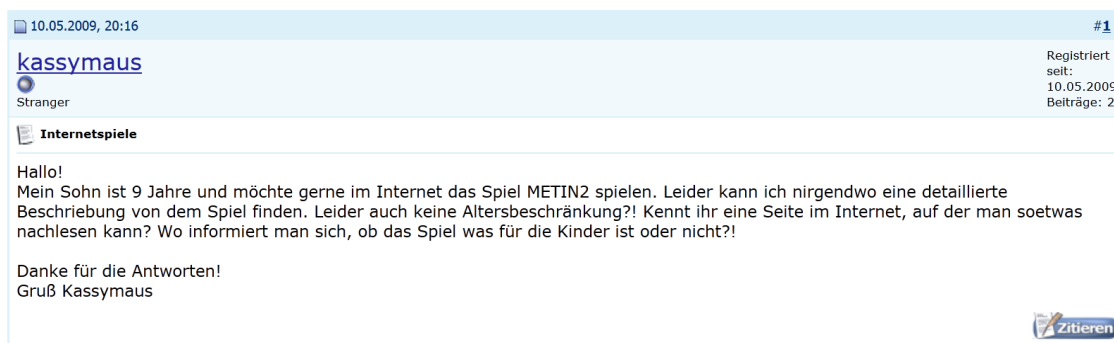 10.05.2009, 20:16 #1
kassymaus
Stranger
Registriert
seit:
10.05.2009
Beiträge: 2
Internetspiele
Hallo!
Mein Sohn ist 9 Jahre und möchte gerne im Internet das Spiel METIN2 spielen. Leider kann ich nirgendwo eine detaillierte
Beschriebung von dem Spiel finden. Leider auch keine Altersbeschränkung?! Kennt ihr eine Seite im Internet, auf der man soetwas
nachlesen kann? Wo informiert man sich, ob das Spiel was für die Kinder ist oder nicht?!
Danke für die Antworten!
Gruß Kassymaus
Zitieren